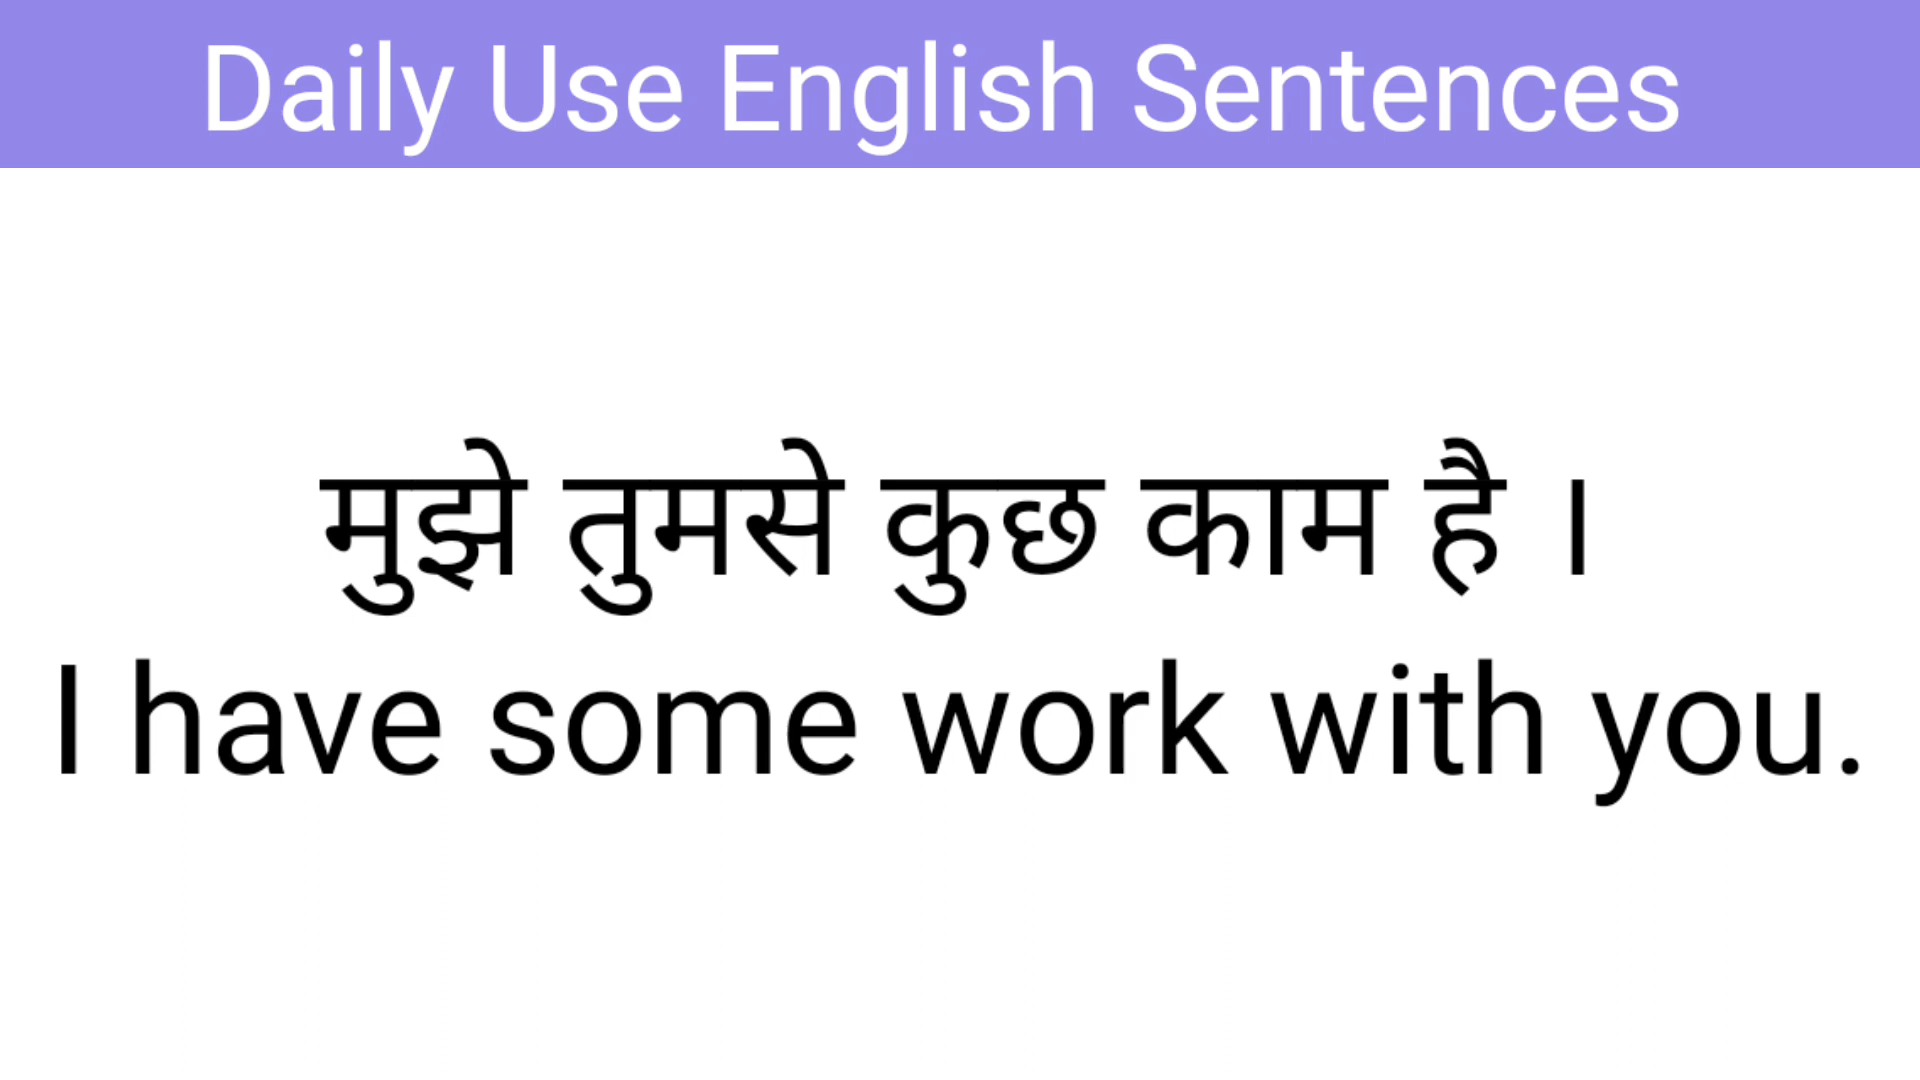 Daily Use English Sentences
मुझे तुमसे कुछ काम है ।
I have some work with you.